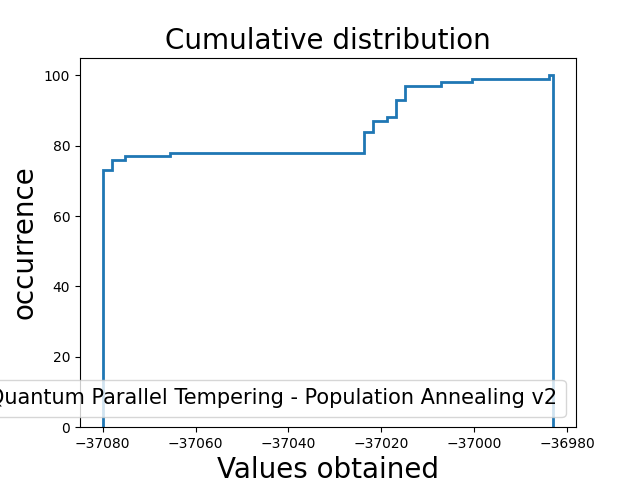 Cumulative distribution
occurrence
100
80
60
40
20
0
Quantum Parallel Tempering - Population Annealing v2
−37080 −37060 −37040 −37020 −37000 −36980
Values obtained